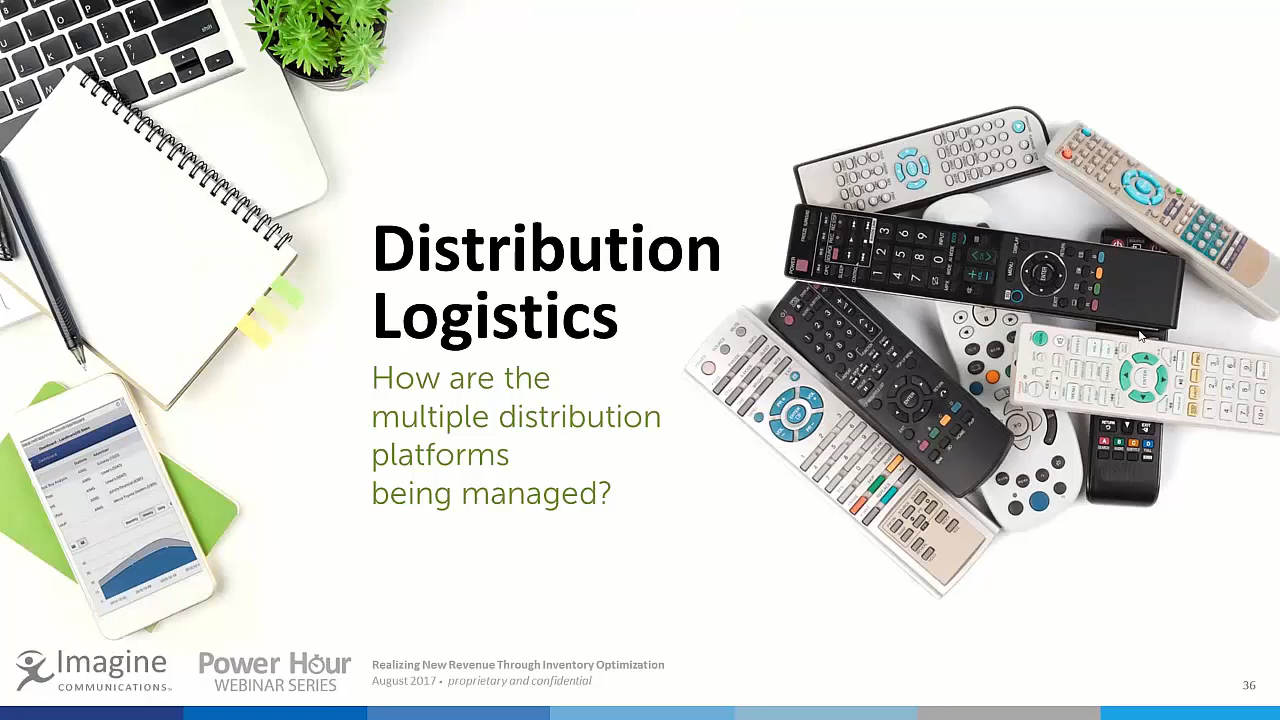 Distribution
Logistics
How are the
multiple distribution
platforms
being managed?
Imagine
COMMUNICATIONS
Power Hour
WEBINAR SERIES
Realizing New Revenue Through Inventory Optimization
August 2017 • proprietary and confidential
36